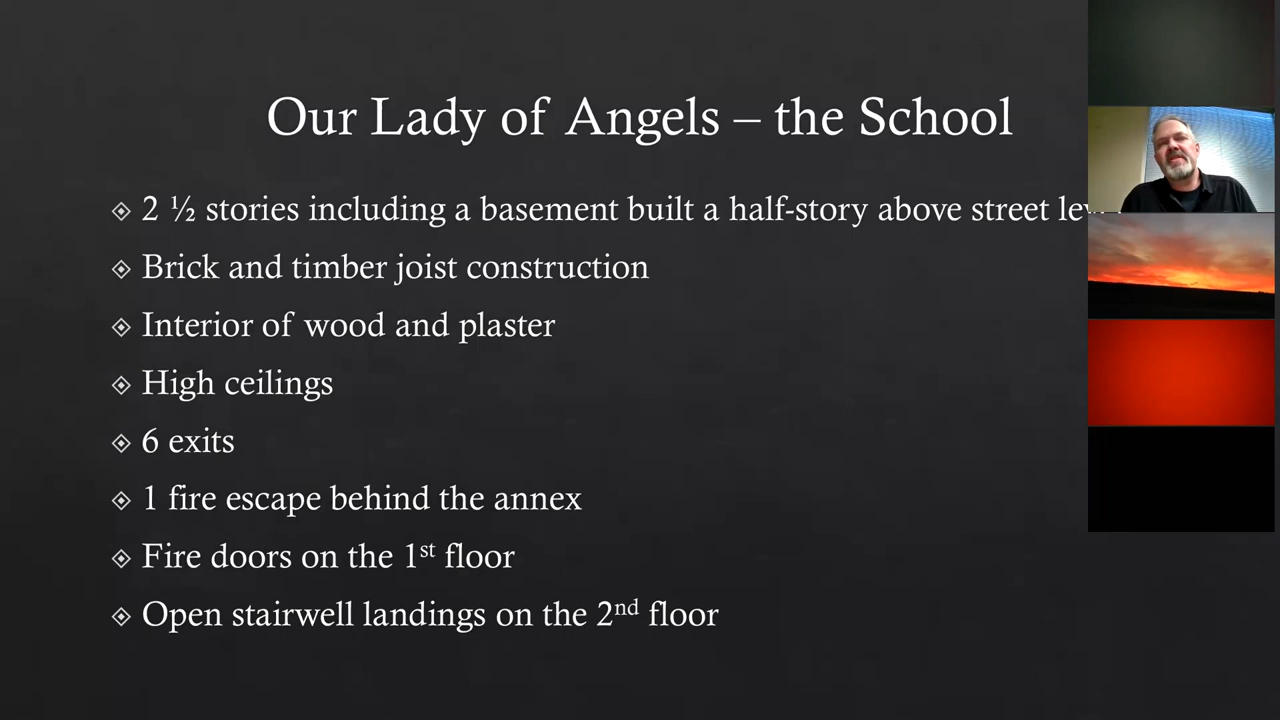 Our Lady of Angels – the School
2 ½ stories including a basement built a half-story above street
Brick and timber joist construction
Interior of wood and plaster
High ceilings
6 exits
1 fire escape behind the annex
Fire doors on the 1st floor
Open stairwell landings on the 2nd floor